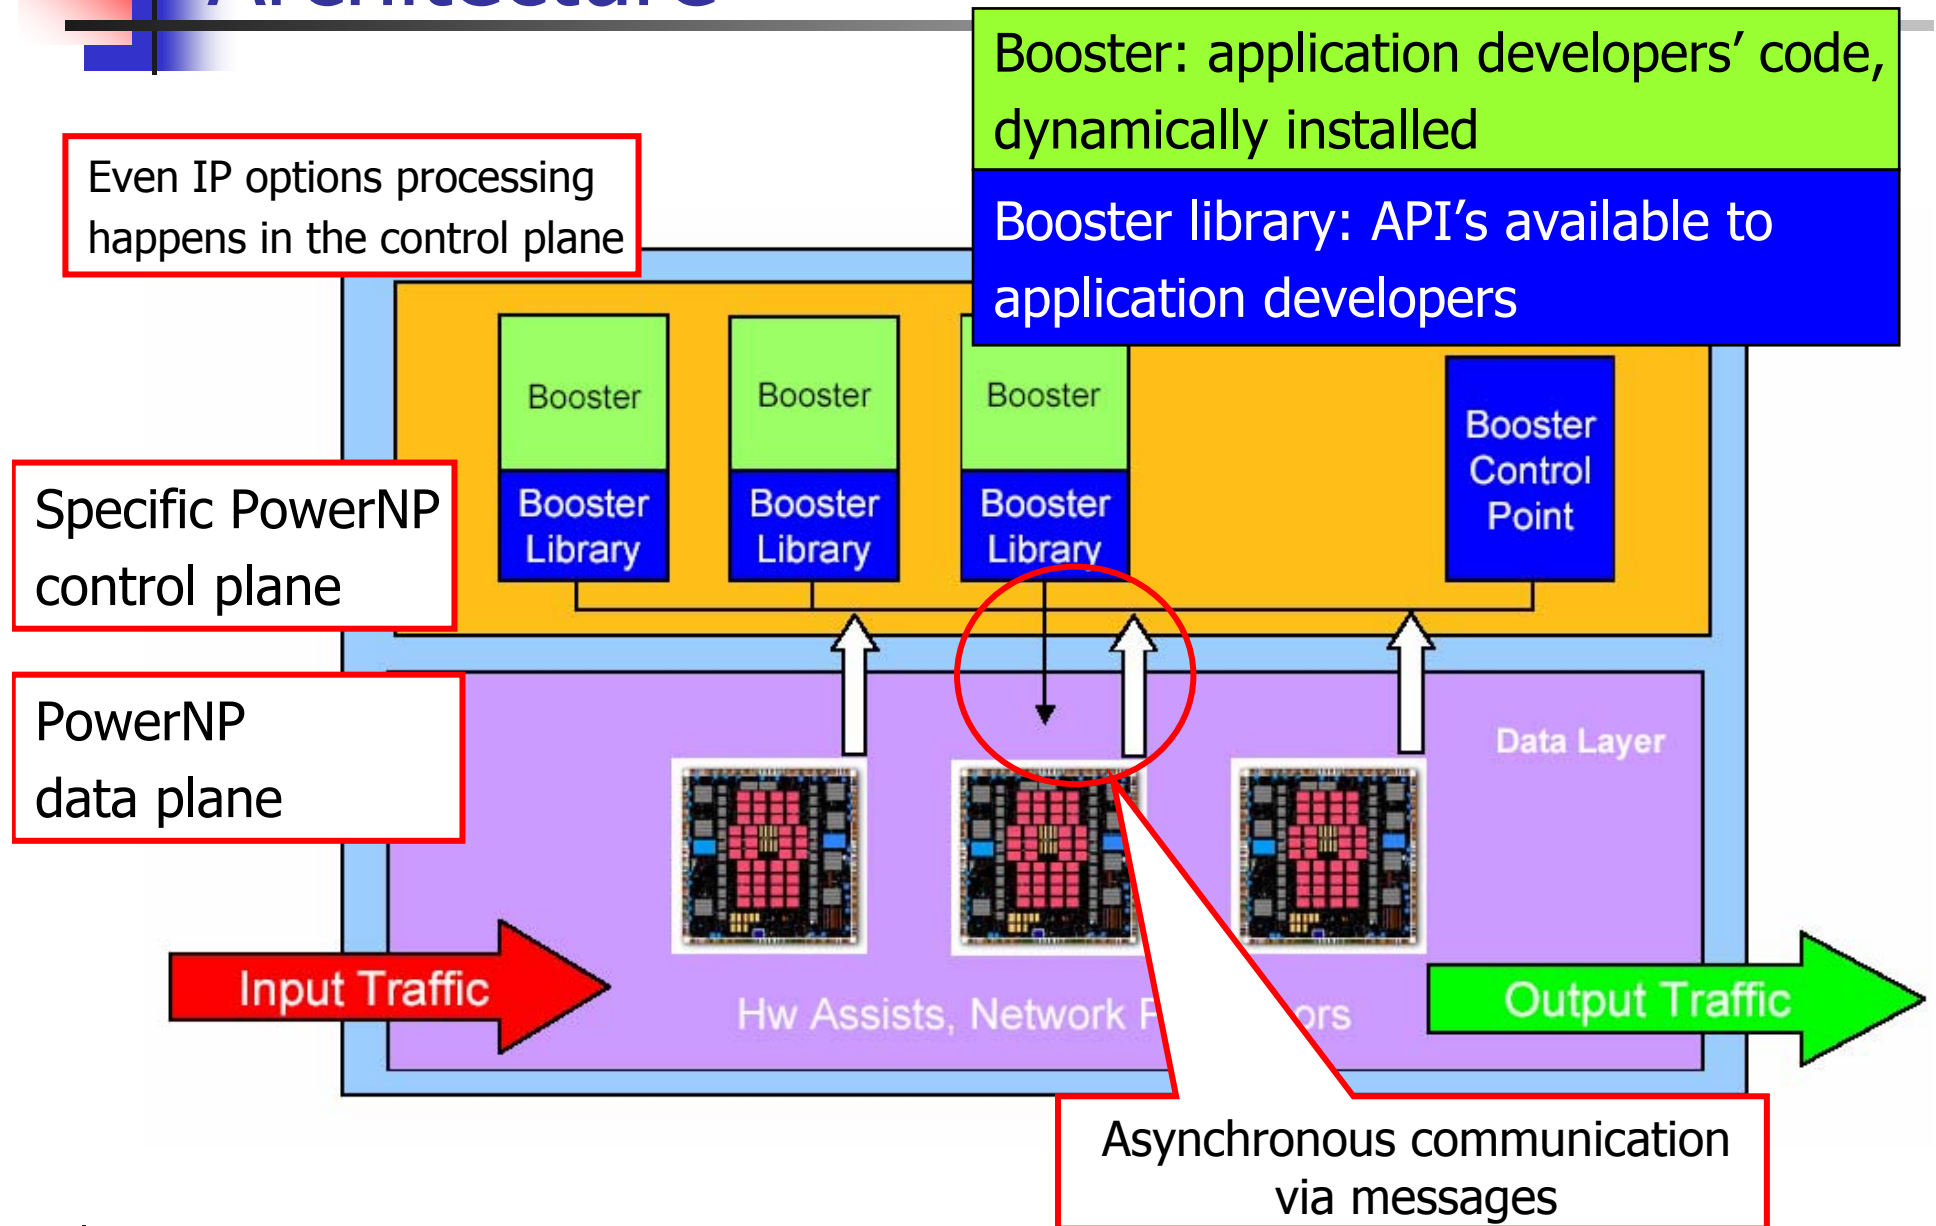 Architecture
Booster: application developers’ code,
dynamically installed
Booster library: API’s available to
application developers
Even IP options processing
happens in the control plane
Booster
Booster
Booster
Booster
Library
Booster
Library
Booster
Library
Booster
Control
Point
Specific PowerNP
control plane
PowerNP
data plane
Data Layer
Input Traffic
Hw Assists, Network P ors
Output Traffic
Asynchronous communication
via messages